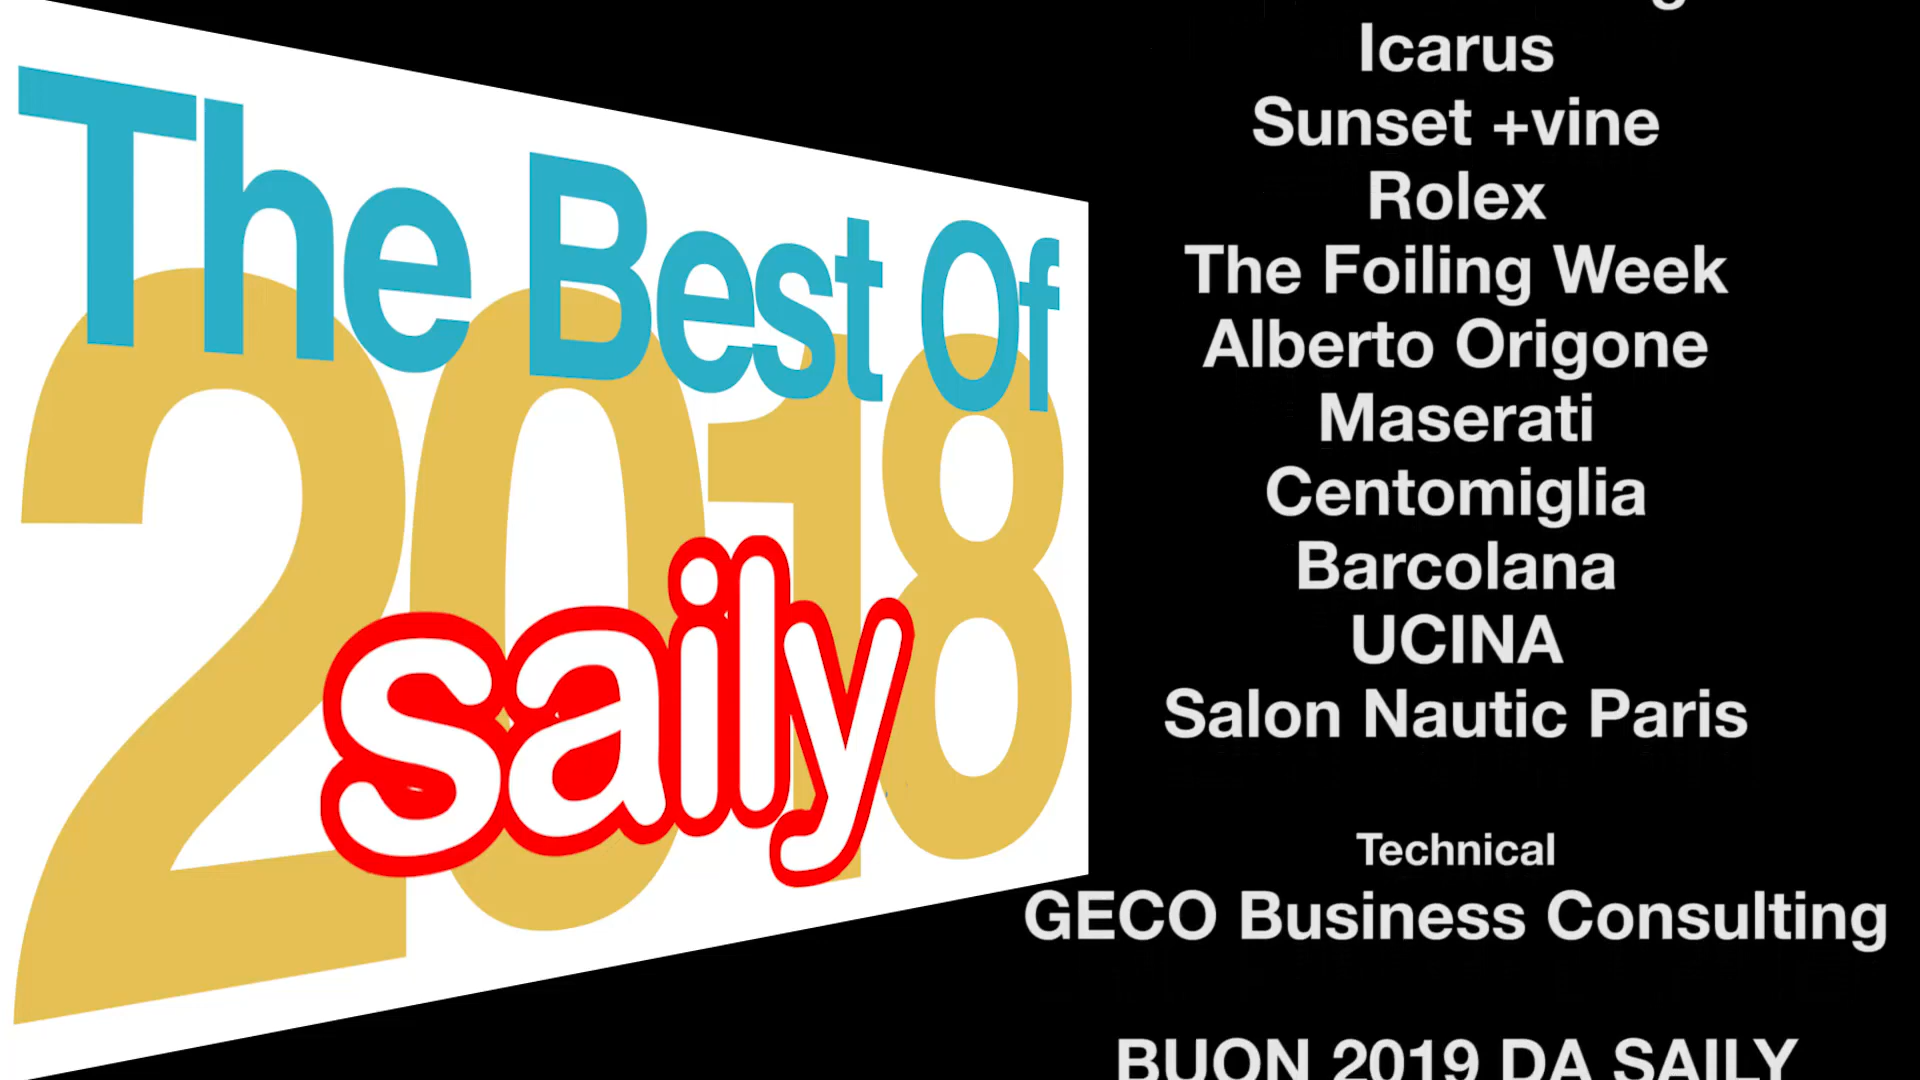 The Best Of
2018
saily
Icarus
Sunset +vine
Rolex
The Foiling Week
Alberto Origone
Maserati
Centomiglia
Barcolana
UCINA
Salon Nautic Paris
Technical
GECO Business Consulting
BUON 2019 DA SAILY